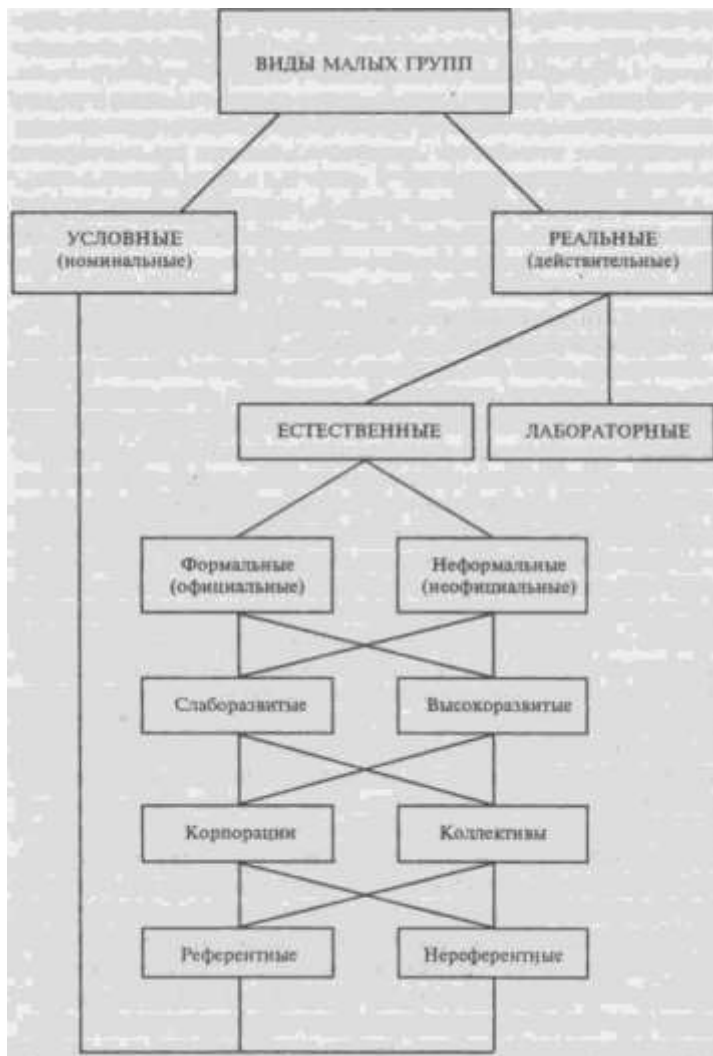 ВИДЫ МАЛЫХ ГРУПП
УСЛОВНЫЕ
(номинальные)
РЕАЛЬНЫЕ
(действительные)
ЕСТЕСТВЕННЫЕ
ЛАБОРАТОРНЫЕ
Формальные
(официальные)
Неформальные
(неофициальные)
Слаборазвитые
Высокоразвитые
Корпорации
Коллективы
Референтные
Нереферентные